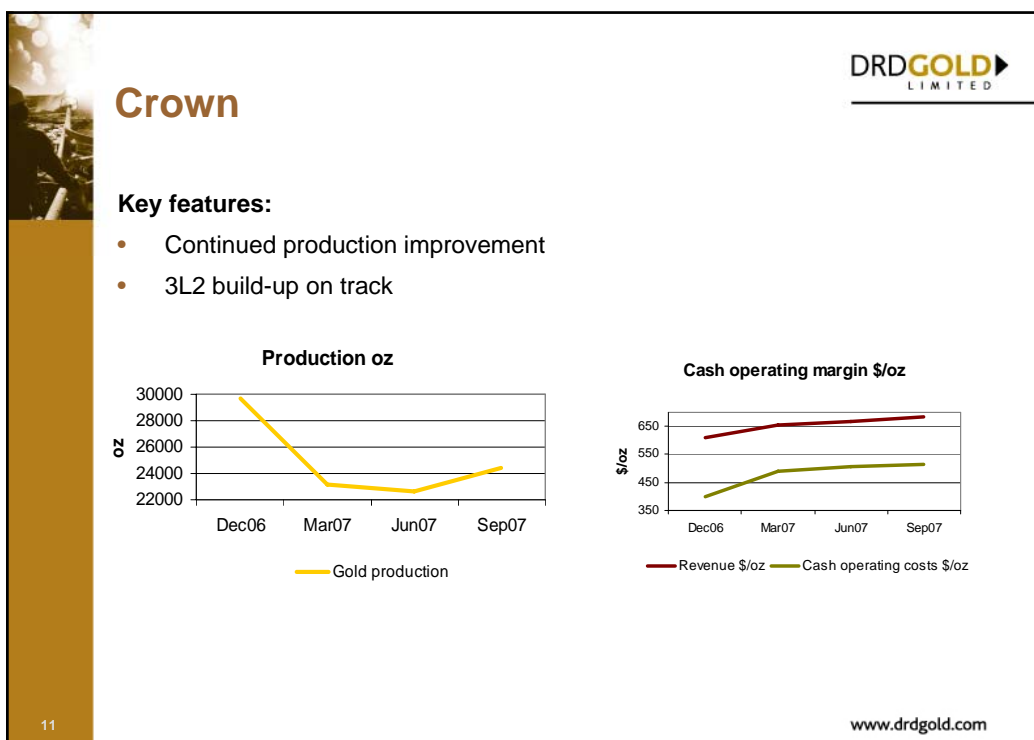 DRDGOLD
LIMITED
Crown
Key features:
• Continued production improvement
• 3L2 build-up on track
Production oz
30000
28000
26000
24000
22000
oz
Dec06 Mar07 Jun07 Sep07
Gold production
Cash operating margin $/oz
650
550
450
350
$/oz
Dec06 Mar07 Jun07 Sep07
Revenue $/oz Cash operating costs $/oz
11
www.drdgold.com